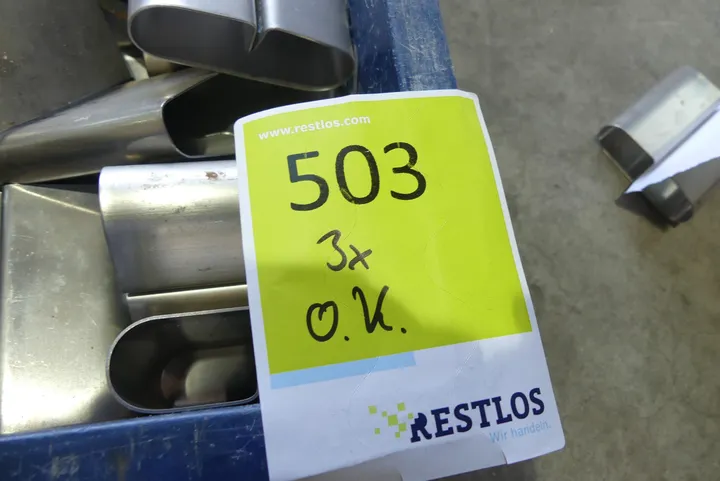 www.restlos.com
503
3x
O.K.
RESTLOS
Wir handeln.